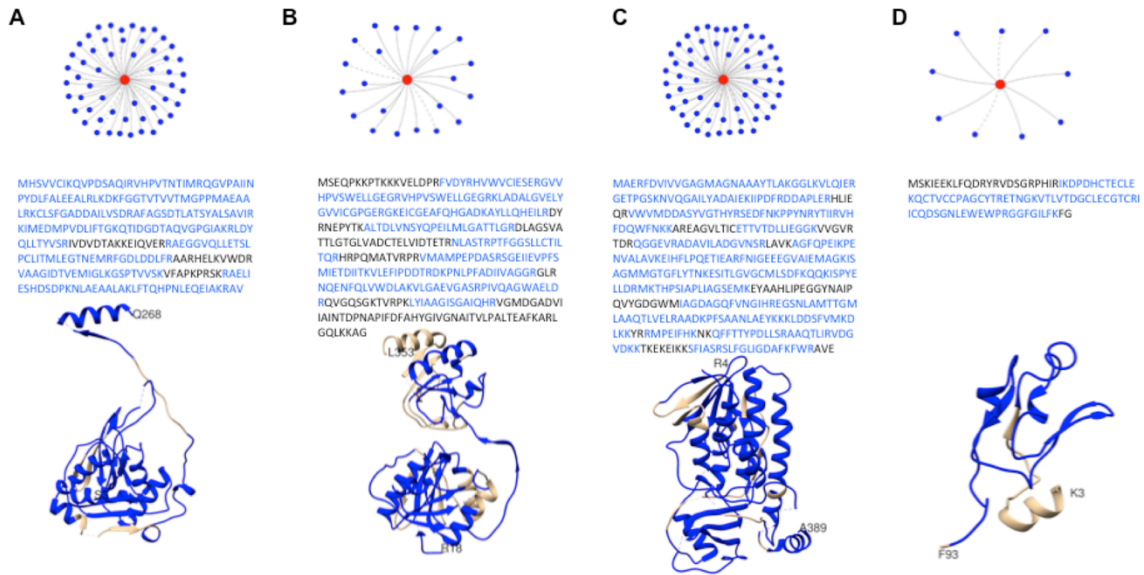 A
B
C
D
MHSVVCIKQVPDSAQIRVHPVTNTIMRQGVPAIIN
PYDLFALEEALRLKDKFGGTVTVVTMGPPMAEAA
LRKCLSFGADDAILVSDRAFAGSDTLATSYALSAVIR
KIMEDMPVDLIFTGKQTIDGDTAQVGPGIAKRLDY
QLLTYVSRIVDVDTAKKEIQVERRAEGGVQLLETSL
PCLITMLEGTNEMRFGDLDDLFRAARHELKVWDR
VAAGIDTVEMIGLKGSPTVVSKVFAPKPRSKRAELI
ESHDSDPKNLAEAALAKLFTQHPNLEQEIAKRAV
Q268
S2
MSEQPKKPTKKKVELDPRFVDYRHVWVCIESERGVV
HPVSWELLGEGRVHPVSWELLGEGRKLADALGVELY
GVVICGPGERGKEICGEAFQHGADKAYLLQHEILRDY
RNEPYTKALTDLVNSYQPEILMLGATTLGRDLAGSVA
TTLGTGLVADCTELVIDTETRNLASTRPTFGGSLLCTIL
TQRHRPQMATVRPRVMAMPEPDASRSGEIIEVPFS
MIETDIITKVLEFIPDDTRDKPNLPFADIIVAGGRGLR
NQENFQLVWDLAKVLGAEVGASRPIVQAGWAELD
RQVGQSGKTVRPKLYIAAGISGAIQHRVGMDGADVI
IAINTDPNAPIFDFAHYGIVGNAITVLPALTEAFKARL
GQLKKAG
L353
R18
MAERFDVIVVGAGMAGNAAAYTLAKGGLKVLQIER
GETPGSKNVQGAILYADAIEKIIPDFRDDAPLERHLIE
QRVWVMDDASYVGTHYRSEDFNKPPYNRYTIIRVH
FDQWFNKKAREAGVLTICETTVTDLLIEGGKVVGVR
TDRQGGEVRADAVILADGVNSRLAVKAGFQPEIKPE
NVALAVKEIHFLPQETIEARFNIGEEEGVAIEMAGKIS
AGMMGTGFLYTNKESITLGVGCMLSDFKQQKISPYE
LLDRMKTHPSIAPLIAGSEMKEYAAHLIPEGGYNAIP
QVYGDGWMIAGDAGQFVNGIHREGSNLAMTTGM
LAAQTLVELRAADKPFSAANLAEYKKKLDDSFVMKD
LKKYRRMPEIFHKNKQFFTTYPDLLSRAAQTLIRVDG
VDKKTKEKEIKKSFIASRSLFGLIGDAFKFWRAVE
R4
A389
MSKIEEKLFQDRYRVDSGRPHIRIKDPDHCTECLE
KQCTVCCPAGCYTRETNGKVTLVTDGCLECGTCRI
ICQDSGNLEWEWPRGGFGILFKFG
K3
F93